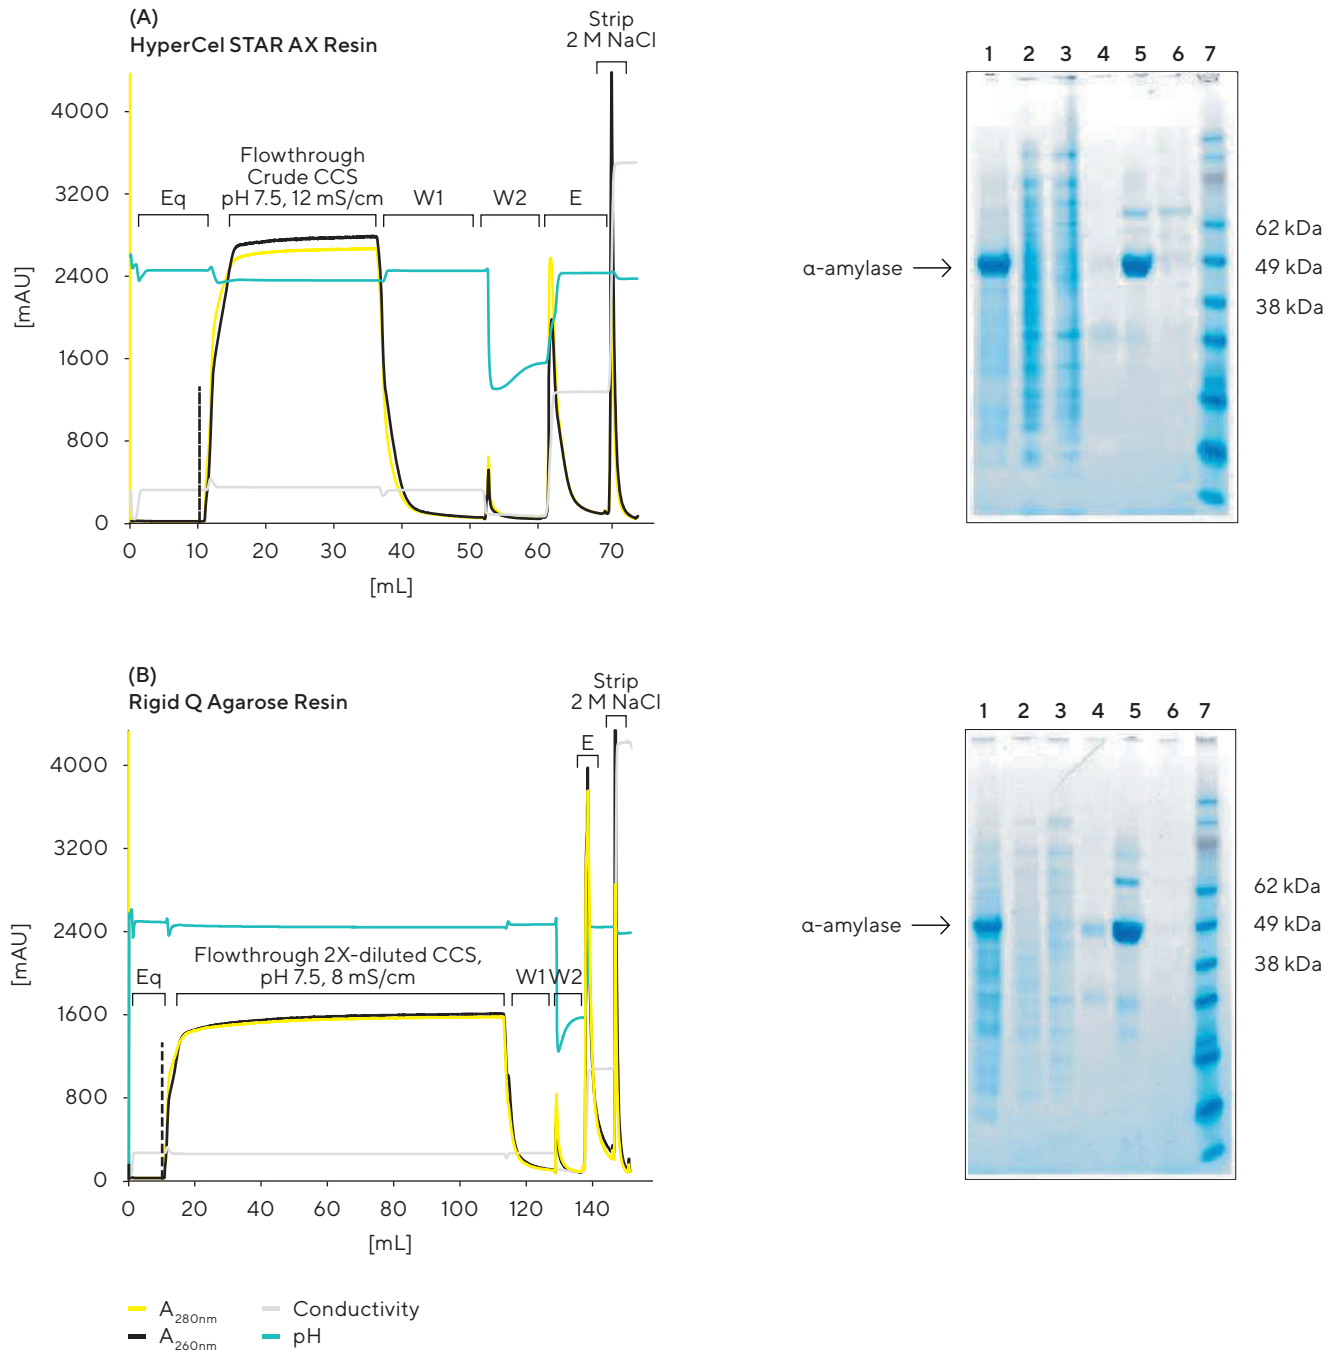 (A)
HyperCel STAR AX Resin
Strip
2 M NaCl
Flowthrough
Crude CCS
pH 7.5, 12 mS/cm
Eq
W1
W2
E
4000
3200
2400
1600
800
0
[mAU]
0 10 20 30 40 50 60 70
[mL]
1 2 3 4 5 6 7
α-amylase
62 kDa
49 kDa
38 kDa
(B)
Rigid Q Agarose Resin
Strip
2 M NaCl
E
Flowthrough 2X-diluted CCS,
pH 7.5, 8 mS/cm
Eq
W1 W2
4000
3200
2400
1600
800
0
[mAU]
0 20 40 60 80 100 120 140
[mL]
1 2 3 4 5 6 7
α-amylase
62 kDa
49 kDa
38 kDa
A280nm
Conductivity
A260nm
pH